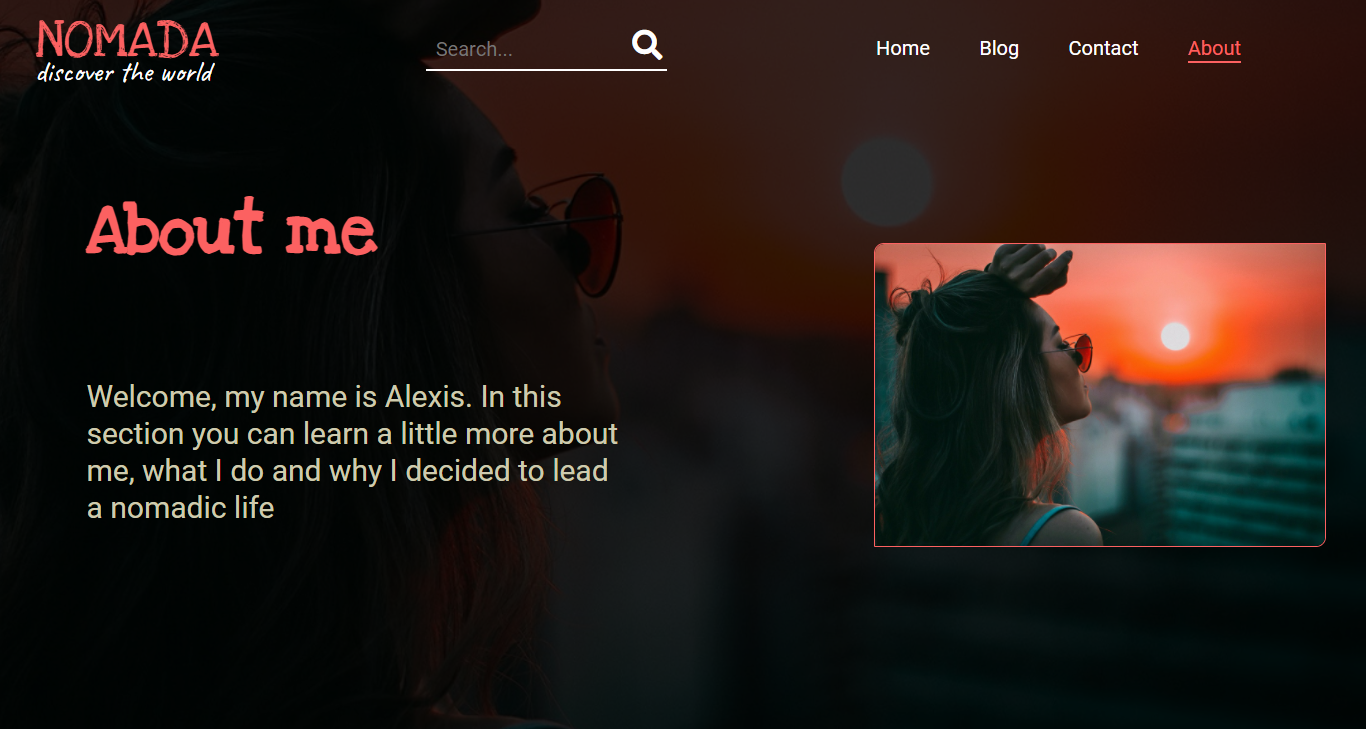 NOMADA
discover the world
Search...
Home Blog Contact About
About me
Welcome, my name is Alexis. In this
section you can learn a little more about
me, what I do and why I decided to lead
a nomadic life